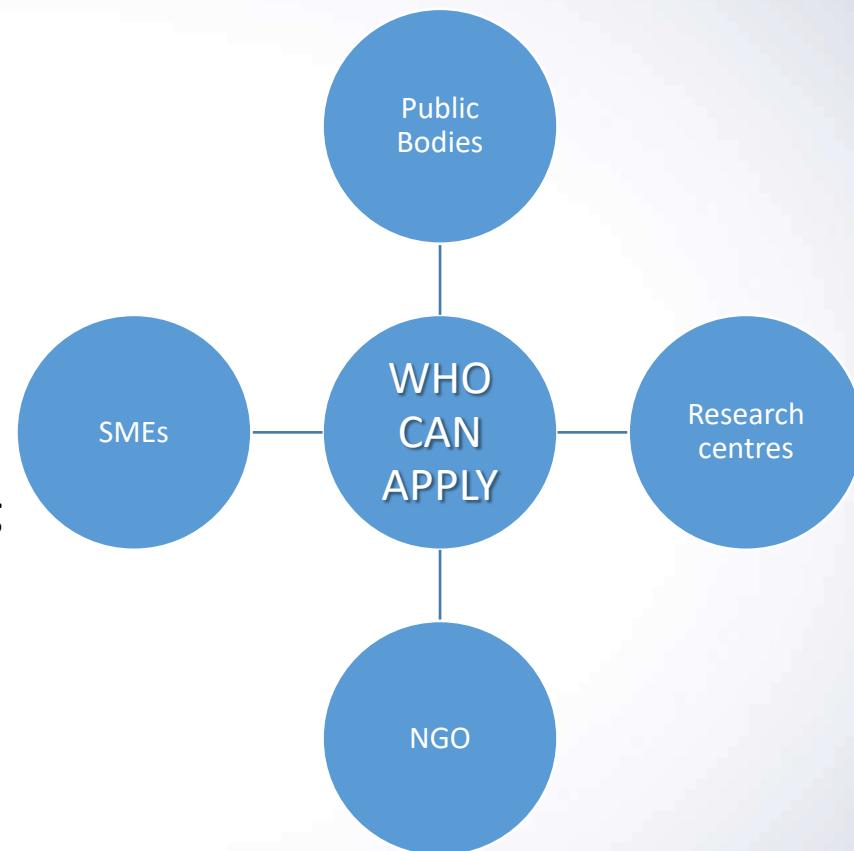 Public
Bodies
SMEs
WHO
CAN
APPLY
Research
centres
NGO